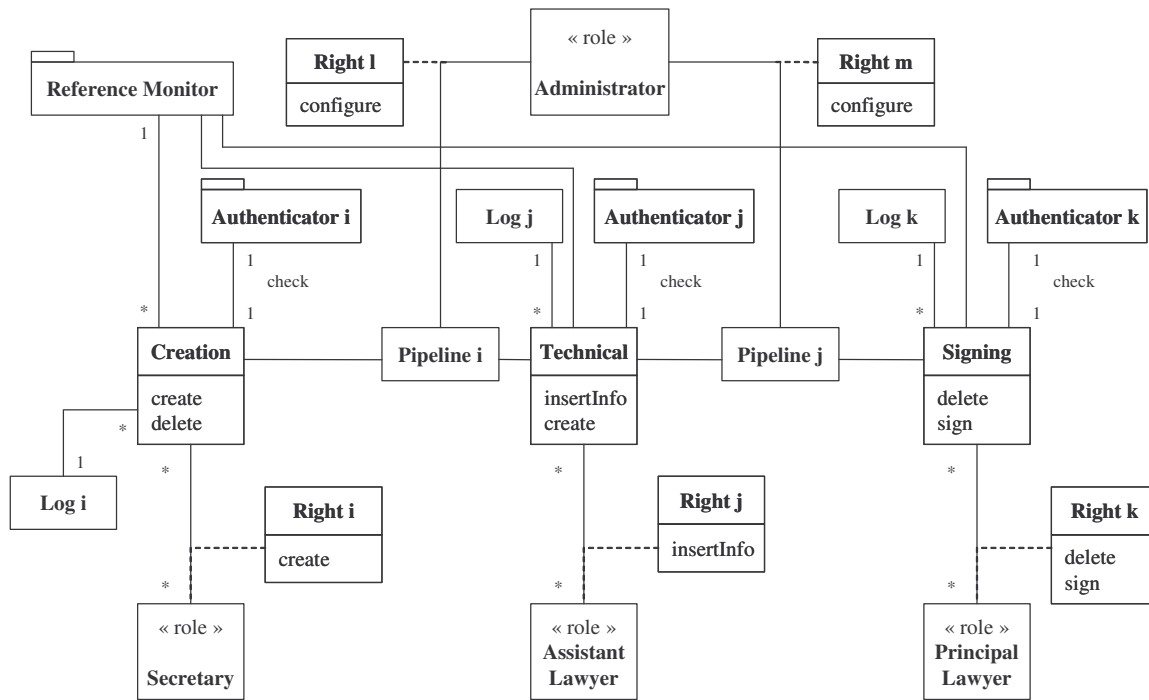 « role »
Administrator
Right l
configure
Right m
configure
Reference Monitor
1
Authenticator i
Log j
Authenticator j
Log k
Authenticator k
1
check
1
1
1
check
1
1
1
check
*
1
*
1
*
1
Creation
create
delete
Pipeline i
Technical
insertInfo
create
Pipeline j
Signing
delete
sign
*
1
Log i
*
*
*
Right i
create
Right j
insertInfo
Right k
delete
sign
*
*
*
« role »
Secretary
« role »
Assistant
Lawyer
« role »
Principal
Lawyer